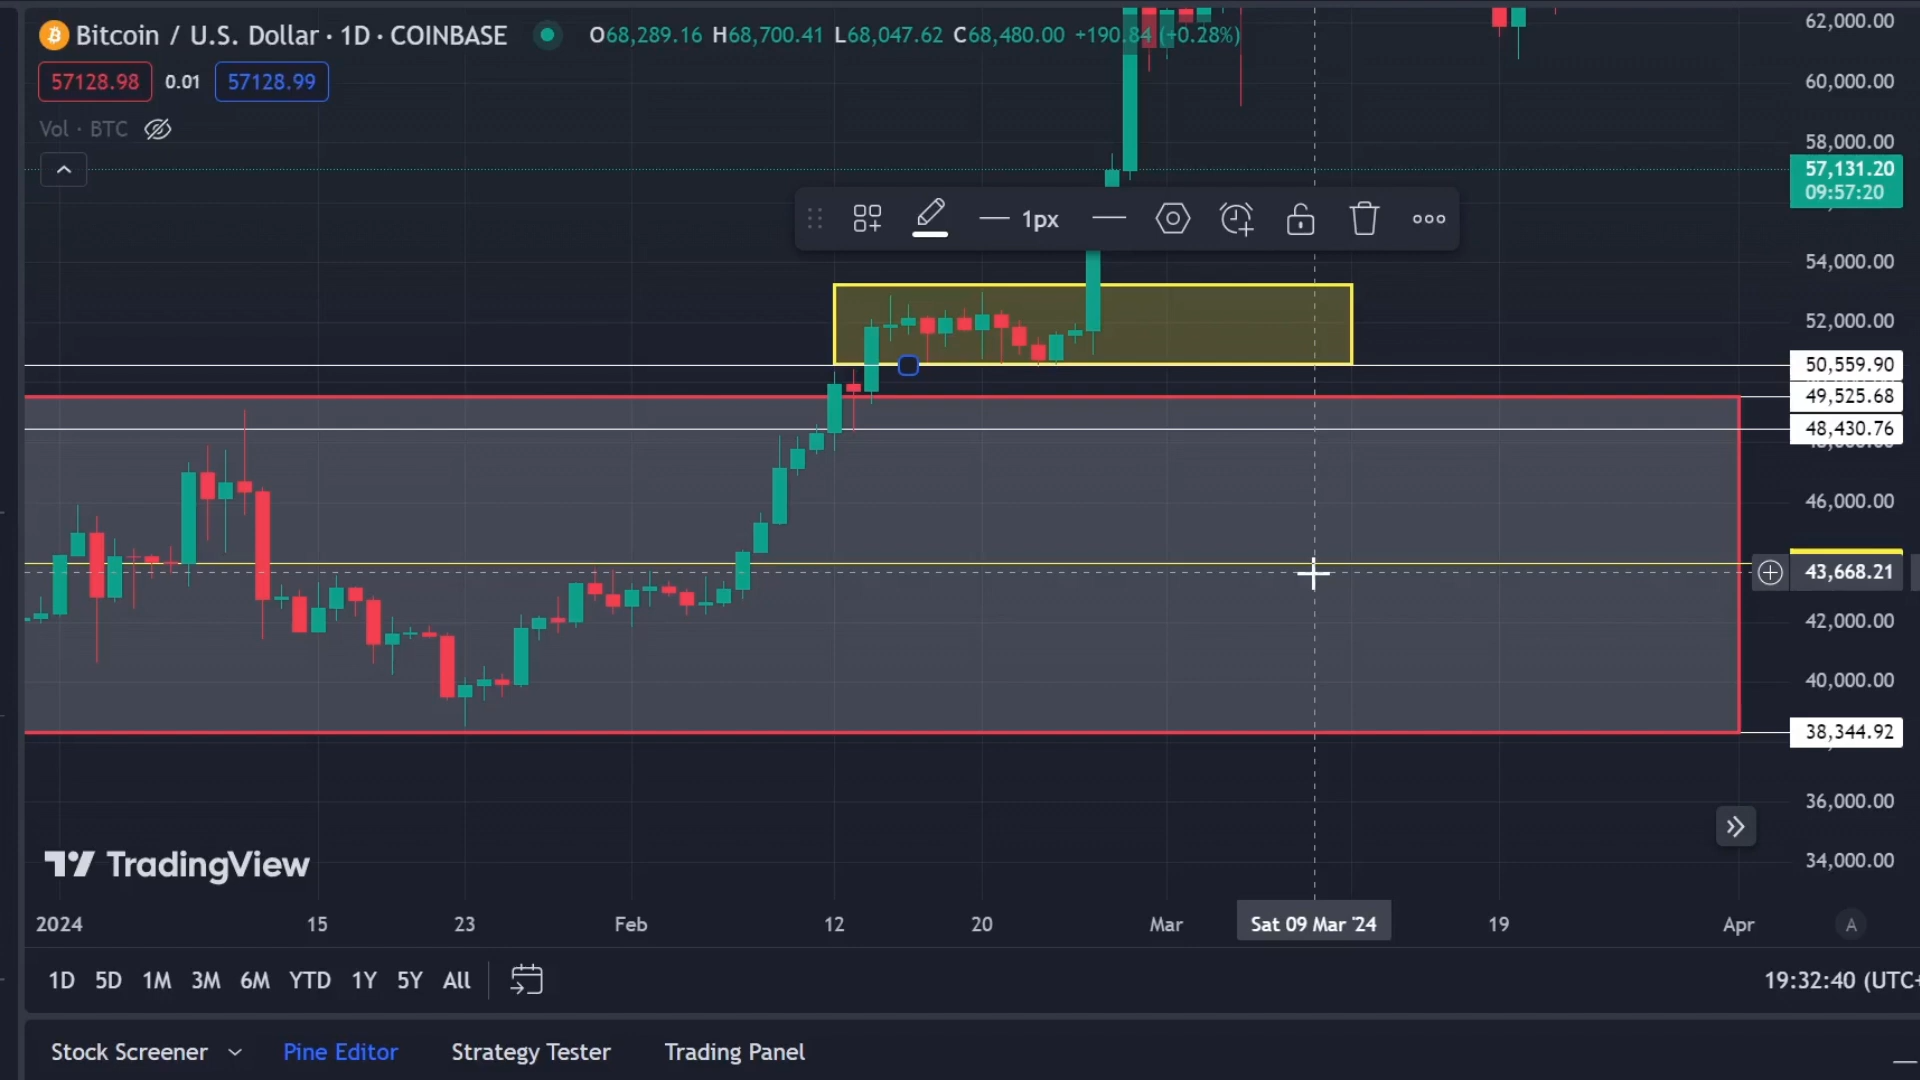 Bitcoin / U.S. Dollar · 1D · COINBASE O68,289.16 H68,700.41 L68,047.62 C68,480.00 +190.84 (+0.28%)
57128.98 0.01 57128.99
Vol · BTC
1px
62,000.00
60,000.00
58,000.00
57,131.20
09:57:20
54,000.00
52,000.00
50,559.90
49,525.68
48,430.76
46,000.00
43,668.21
42,000.00
40,000.00
38,344.92
36,000.00
34,000.00
TradingView
2024 15 23 Feb 12 20 Mar Sat 09 Mar '24 19 Apr A
1D 5D 1M 3M 6M YTD 1Y 5Y All 19:32:40 (UTC+
Stock Screener Pine Editor Strategy Tester Trading Panel